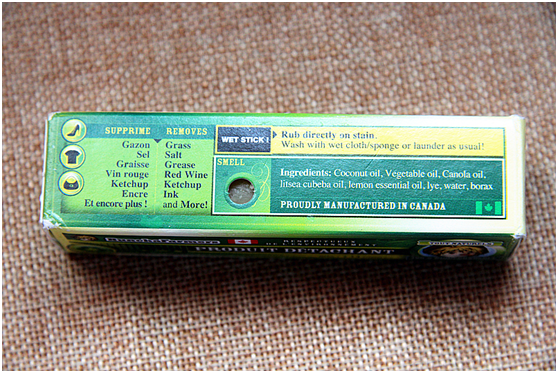 SUPPRIME REMOVES
Gazon Grass
Sel Salt
Graisse Grease
Vin rouge Red Wine
Ketchup Ketchup
Encre Ink
Et encore plus ! and More!
WET STICK !
Rub directly on stain.
Wash with wet cloth/sponge or launder as usual!
SMELL
Ingredients: Coconut oil, Vegetable oil, Canola oil,
litsea cubeba oil, lemon essential oil, lye, water, borax
PROUDLY MANUFACTURED IN CANADA
RESPECTUEUX
DE L'ENVIRONNEMENT
PRODUIT DÉTACHANT